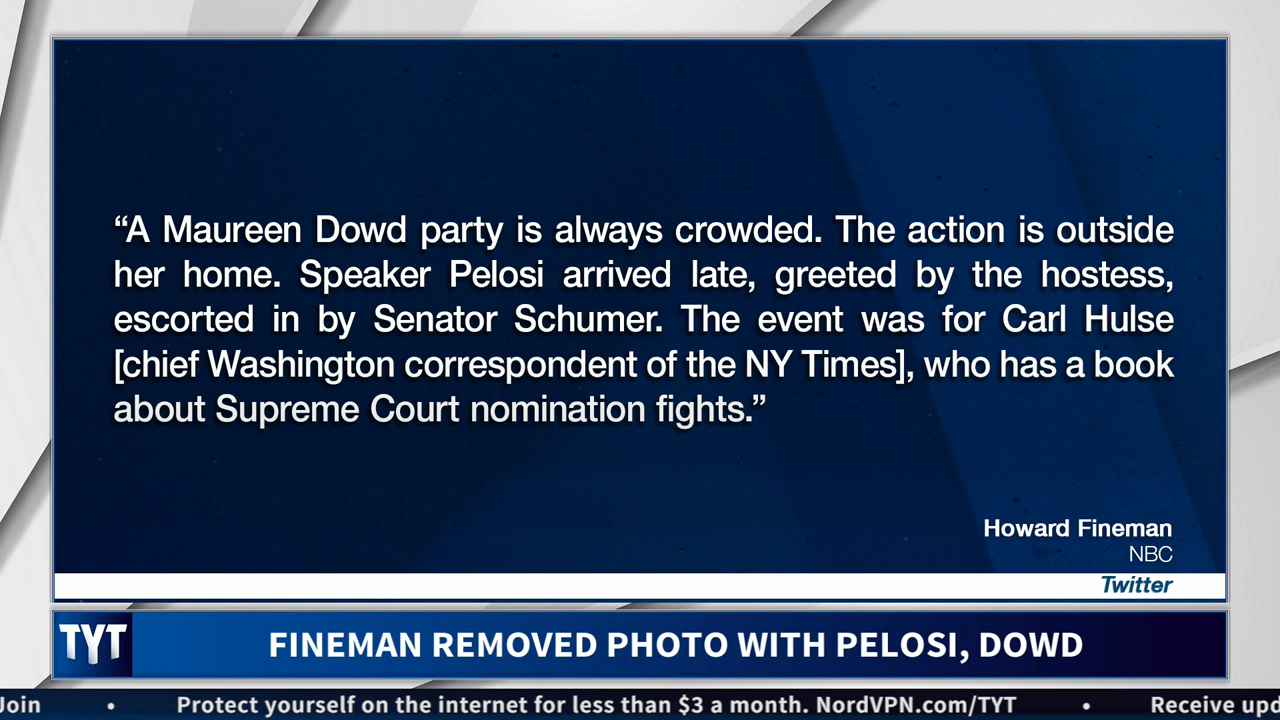 “A Maureen Dowd party is always crowded. The action is outside
her home. Speaker Pelosi arrived late, greeted by the hostess,
escorted in by Senator Schumer. The event was for Carl Hulse
[chief Washington correspondent of the NY Times], who has a book
about Supreme Court nomination fights.”
Howard Fineman
NBC
Twitter
TYT
FINEMAN REMOVED PHOTO WITH PELOSI, DOWD
Join • Protect yourself on the internet for less than $3 a month. NordVPN.com/TYT • Receive